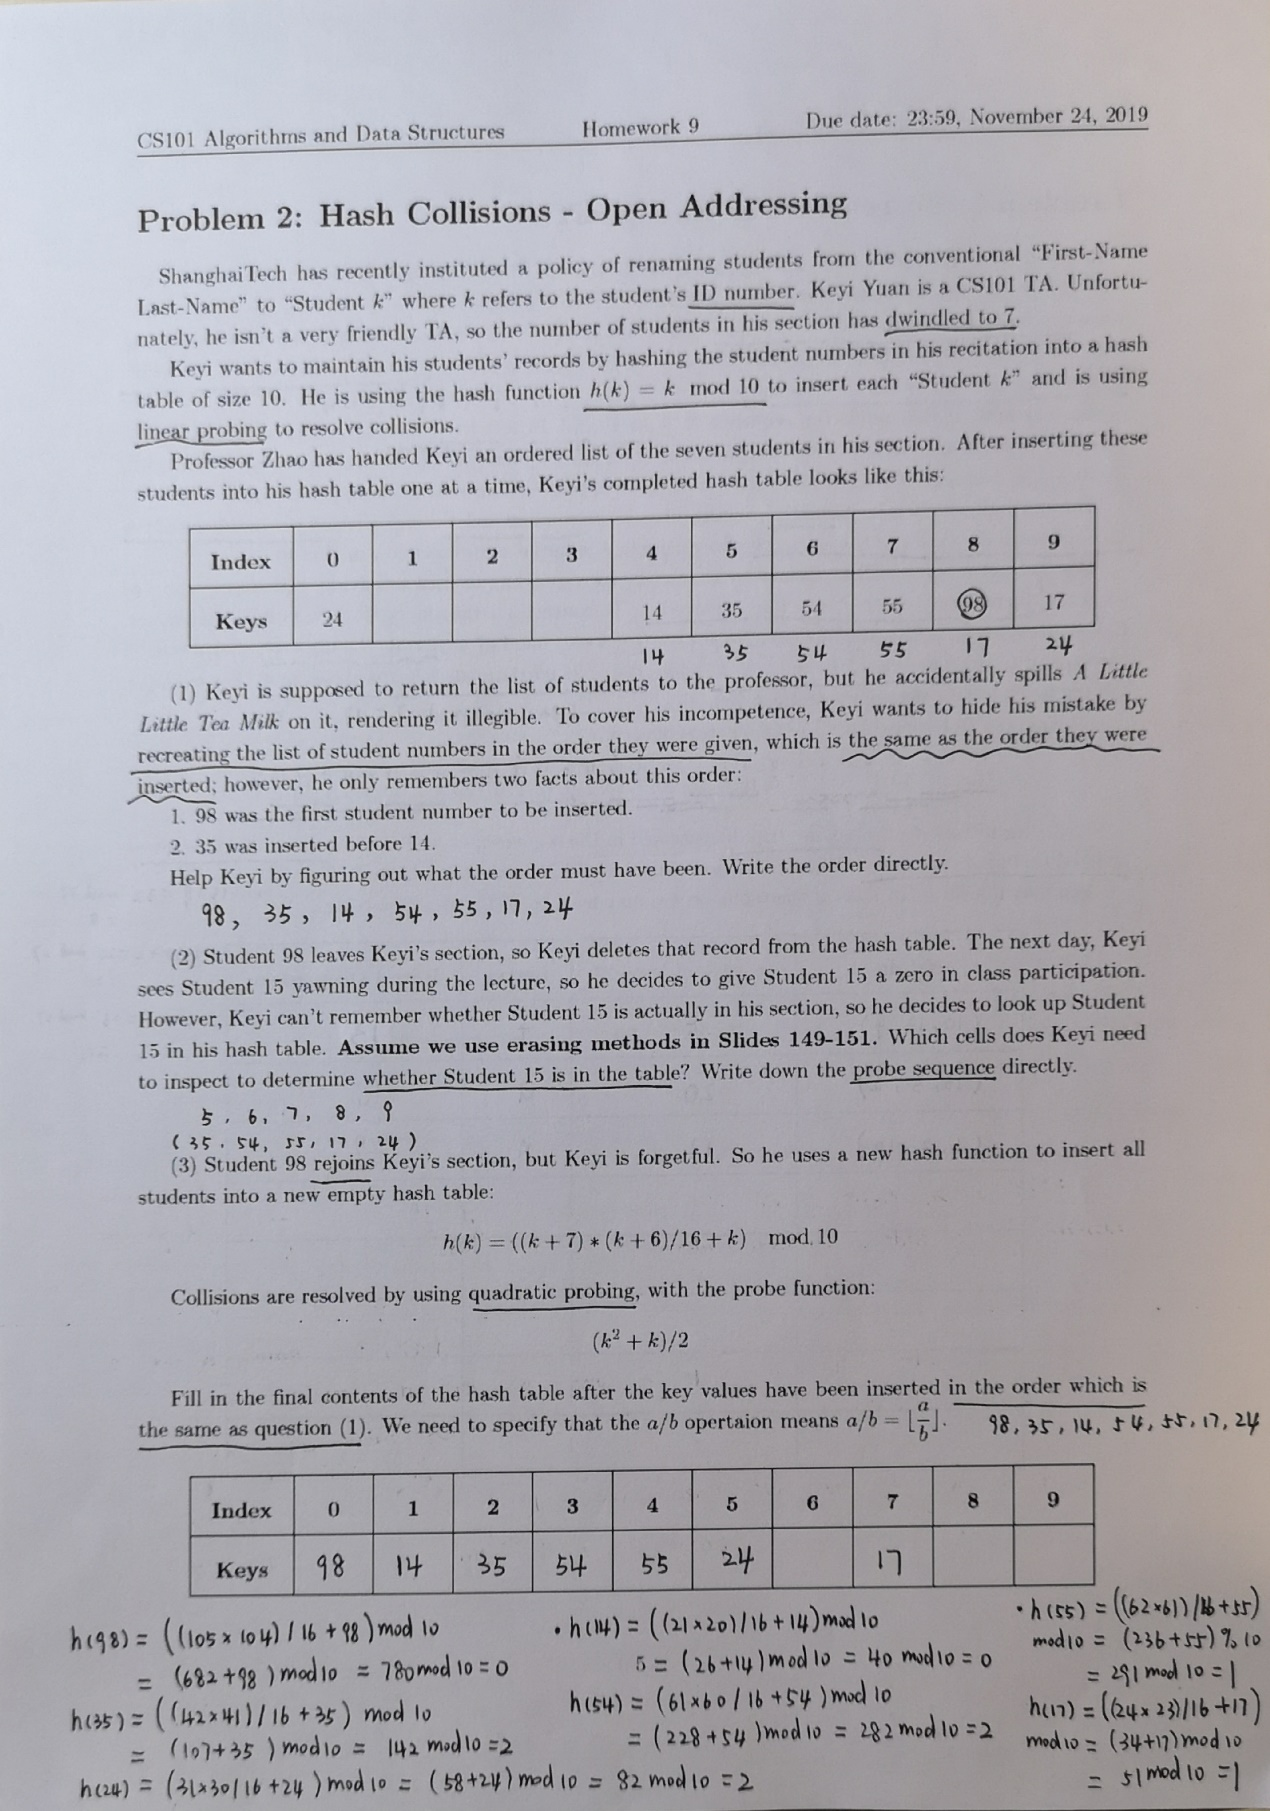 CS101 Algorithms and Data Structures Homework 9 Due date: 23:59, November 24, 2019
Problem 2: Hash Collisions - Open Addressing
ShanghaiTech has recently instituted a policy of renaming students from the conventional “First-Name
Last-Name” to “Student k” where k refers to the student’s ID number. Keyi Yuan is a CS101 TA. Unfortu-
nately, he isn’t a very friendly TA, so the number of students in his section has dwindled to 7.
Keyi wants to maintain his students’ records by hashing the student numbers in his recitation into a hash
table of size 10. He is using the hash function h(k) = k mod 10 to insert each “Student k” and is using
linear probing to resolve collisions.
Professor Zhao has handed Keyi an ordered list of the seven students in his section. After inserting these
students into his hash table one at a time, Keyi’s completed hash table looks like this:
Index 0 1 2 3 4 5 6 7 8 9
Keys 24 14 35 54 55 98 17
14 35 54 55 17 24
(1) Keyi is supposed to return the list of students to the professor, but he accidentally spills A Little
Little Tea Milk on it, rendering it illegible. To cover his incompetence, Keyi wants to hide his mistake by
recreating the list of student numbers in the order they were given, which is the same as the order they were
inserted; however, he only remembers two facts about this order:
1. 98 was the first student number to be inserted.
2. 35 was inserted before 14.
Help Keyi by figuring out what the order must have been. Write the order directly.
98, 35, 14, 54, 55, 17, 24
(2) Student 98 leaves Keyi’s section, so Keyi deletes that record from the hash table. The next day, Keyi
sees Student 15 yawning during the lecture, so he decides to give Student 15 a zero in class participation.
However, Keyi can’t remember whether Student 15 is actually in his section, so he decides to look up Student
15 in his hash table. Assume we use erasing methods in Slides 149-151. Which cells does Keyi need
to inspect to determine whether Student 15 is in the table? Write down the probe sequence directly.
5, 6, 7, 8, 9
(35, 54, 55, 17, 24)
(3) Student 98 rejoins Keyi’s section, but Keyi is forgetful. So he uses a new hash function to insert all
students into a new empty hash table:
h(k) = ((k + 7) ∗ (k + 6)/16 + k) mod 10
Collisions are resolved by using quadratic probing, with the probe function:
(k² + k)/2
Fill in the final contents of the hash table after the key values have been inserted in the order which is
the same as question (1). We need to specify that the a/b opertaion means a/b = ⌊a/b⌋. 98, 35, 14, 54, 55, 17, 24
Index 0 1 2 3 4 5 6 7 8 9
Keys 98 14 35 54 55 24 17
h(98) = ((105×104)/16+98) mod 10
= (682+98) mod 10 = 780 mod 10 = 0
h(35) = ((42×41)/16+35) mod 10
= (107+35) mod 10 = 142 mod 10 = 2
h(24) = (31×30/16+24) mod 10 = (58+24) mod 10 = 82 mod 10 = 2
·h(14) = ((21×20)/16+14) mod 10
5 = (26+14) mod 10 = 40 mod 10 = 0
h(54) = (61×60/16+54) mod 10
= (228+54) mod 10 = 282 mod 10 = 2
·h(55) = ((62×61))/16+55)
mod 10 = (236+55) % 10
= 291 mod 10 = 1
h(17) = ((24×23)/16+17)
mod 10 = (34+17) mod 10
= 51 mod 10 = 1